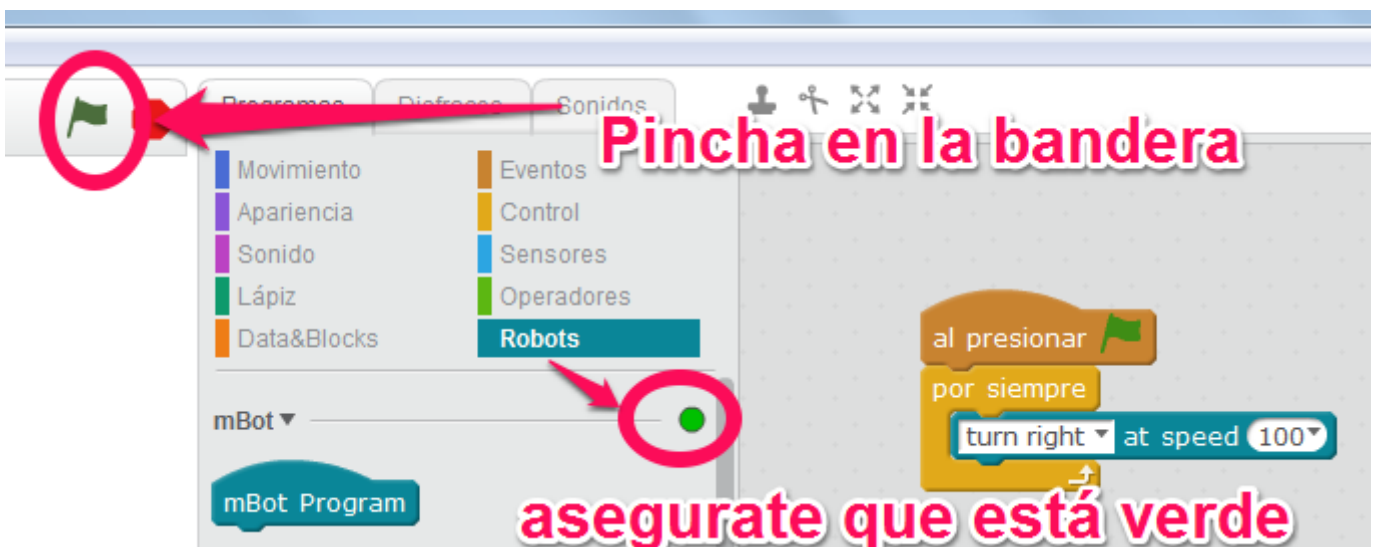 Programas Disfraces Sonidos
Pincha en la bandera
Movimiento Eventos
Apariencia Control
Sonido Sensores
Lápiz Operadores
Data&Blocks Robots
al presionar
por siempre
turn right at speed 100
mBot
mBot Program
asegurate que está verde